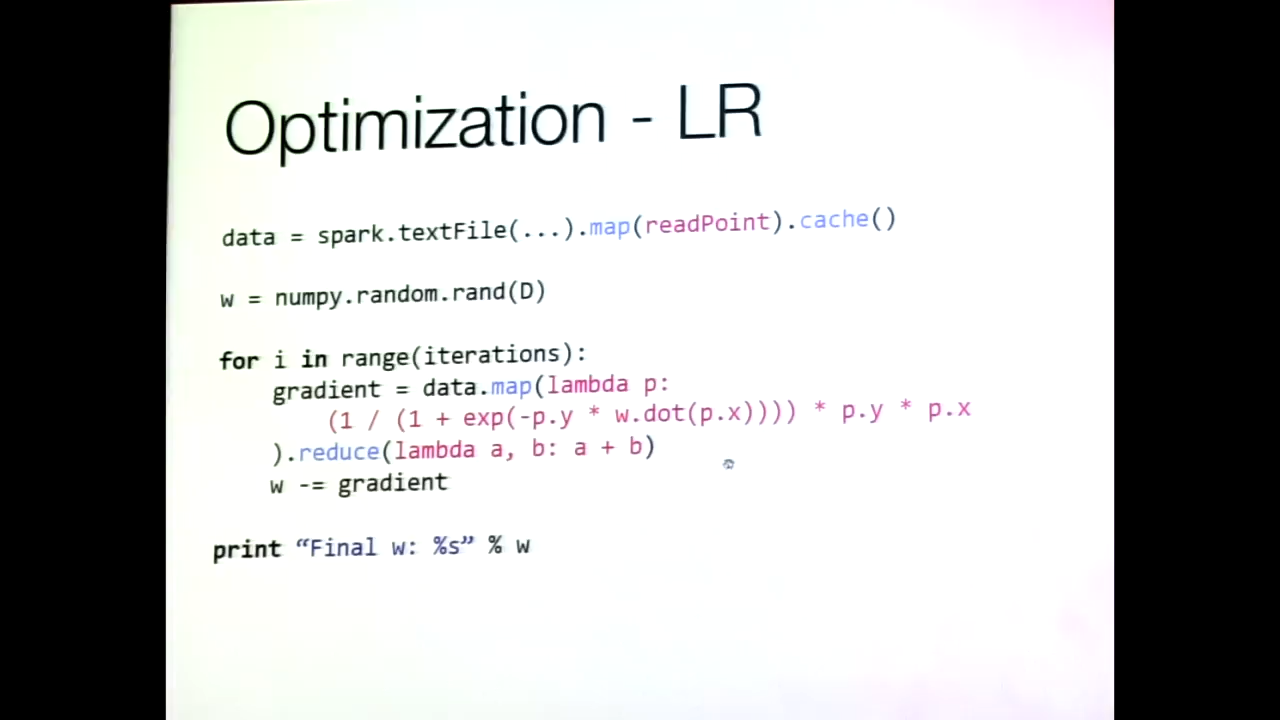 Optimization - LR
data = spark.textFile(...).map(readPoint).cache()
w = numpy.random.rand(D)
for i in range(iterations):
    gradient = data.map(lambda p:
        (1 / (1 + exp(-p.y * w.dot(p.x)))) * p.y * p.x
    ).reduce(lambda a, b: a + b)
    w -= gradient
print “Final w: %s” % w